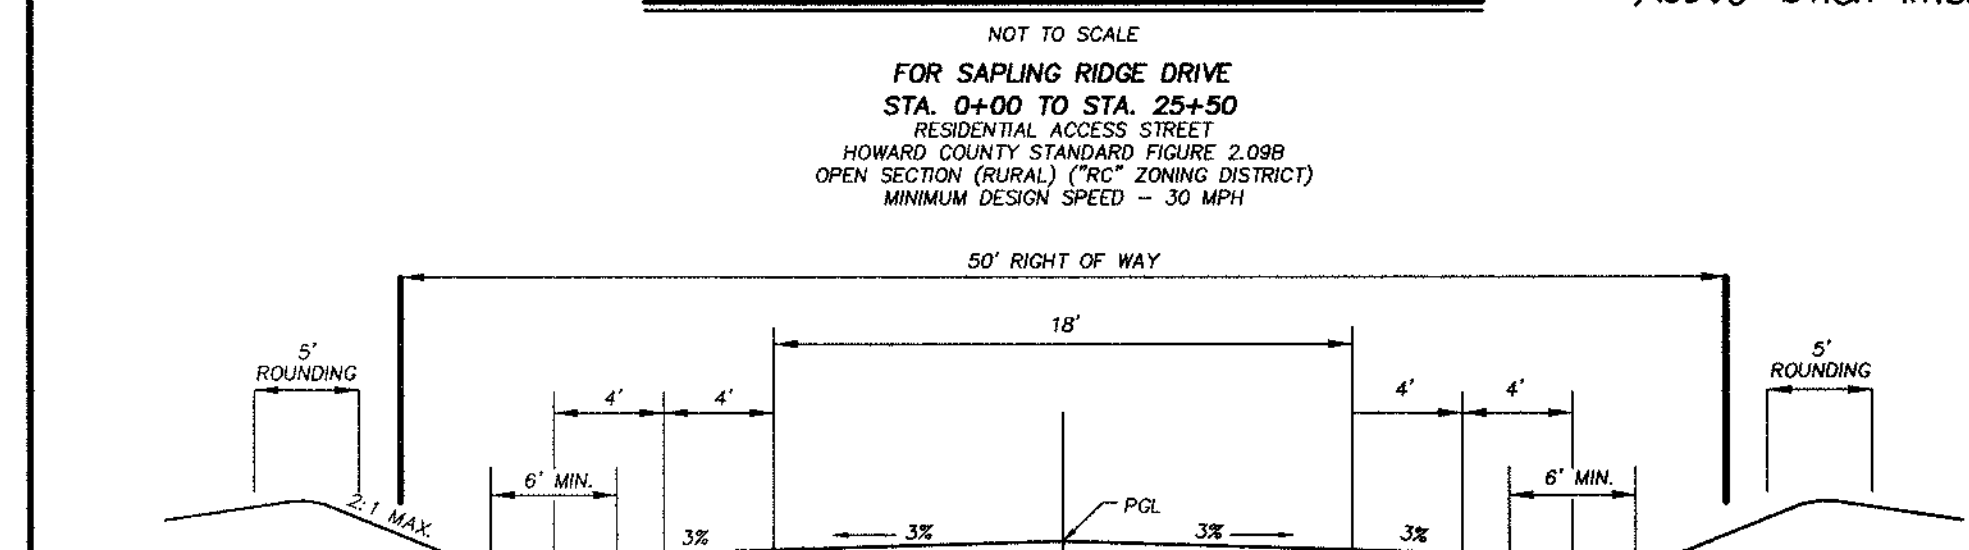 NOT TO SCALE
FOR SAPLING RIDGE DRIVE
STA. 0+00 TO STA. 25+50
RESIDENTIAL ACCESS STREET
HOWARD COUNTY STANDARD FIGURE 2.09B
OPEN SECTION (RURAL) ("RC" ZONING DISTRICT)
MINIMUM DESIGN SPEED - 30 MPH
50' RIGHT OF WAY
18'
5'
ROUNDING
5'
ROUNDING
4'
4'
4'
4'
6' MIN.
6' MIN.
2:1 MAX.
PGL
3%
3%
3%
3%